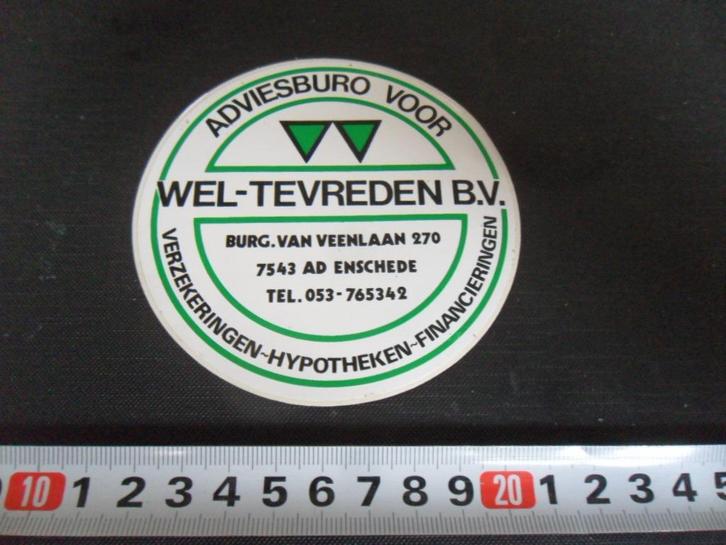 ADVIESBURO VOOR
WEL-TEVREDEN B.V.
BURG. VAN VEENLAAN 270
7543 AD ENSCHEDE
TEL. 053-765342
VERZEKERINGEN~HYPOTHEKEN~FINANCIERINGEN
10 1 2 3 4 5 6 7 8 9 20 1 2 3 4 5